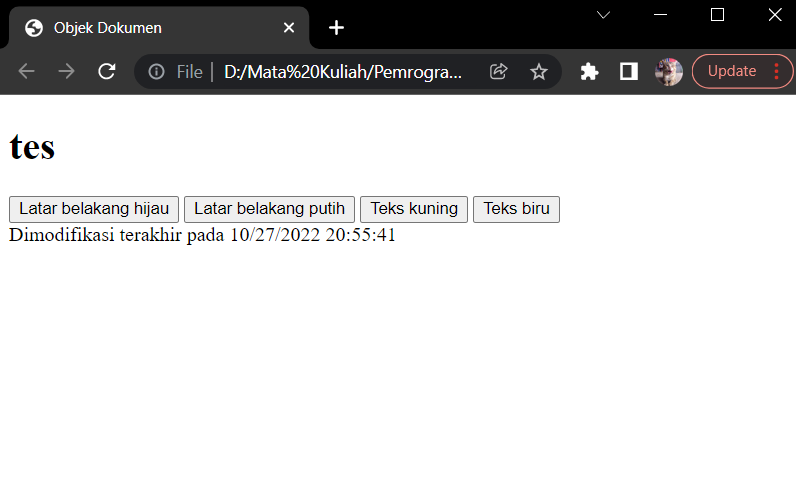 Objek Dokumen
File D:/Mata%20Kuliah/Pemrogra... Update
tes
Latar belakang hijau Latar belakang putih Teks kuning Teks biru
Dimodifikasi terakhir pada 10/27/2022 20:55:41